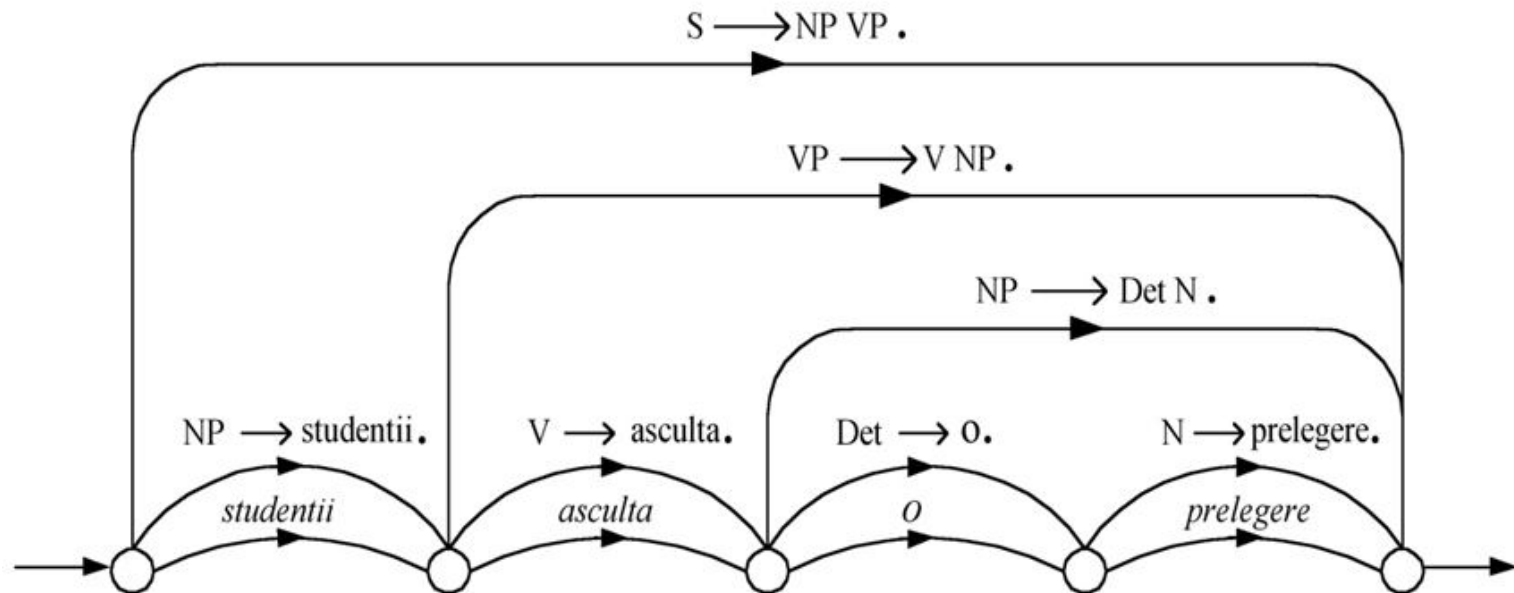 S ⟶ NP VP .
VP ⟶ V NP .
NP ⟶ Det N .
NP ⟶ studentii. V ⟶ asculta. Det ⟶ o. N ⟶ prelegere.
studentii asculta o prelegere